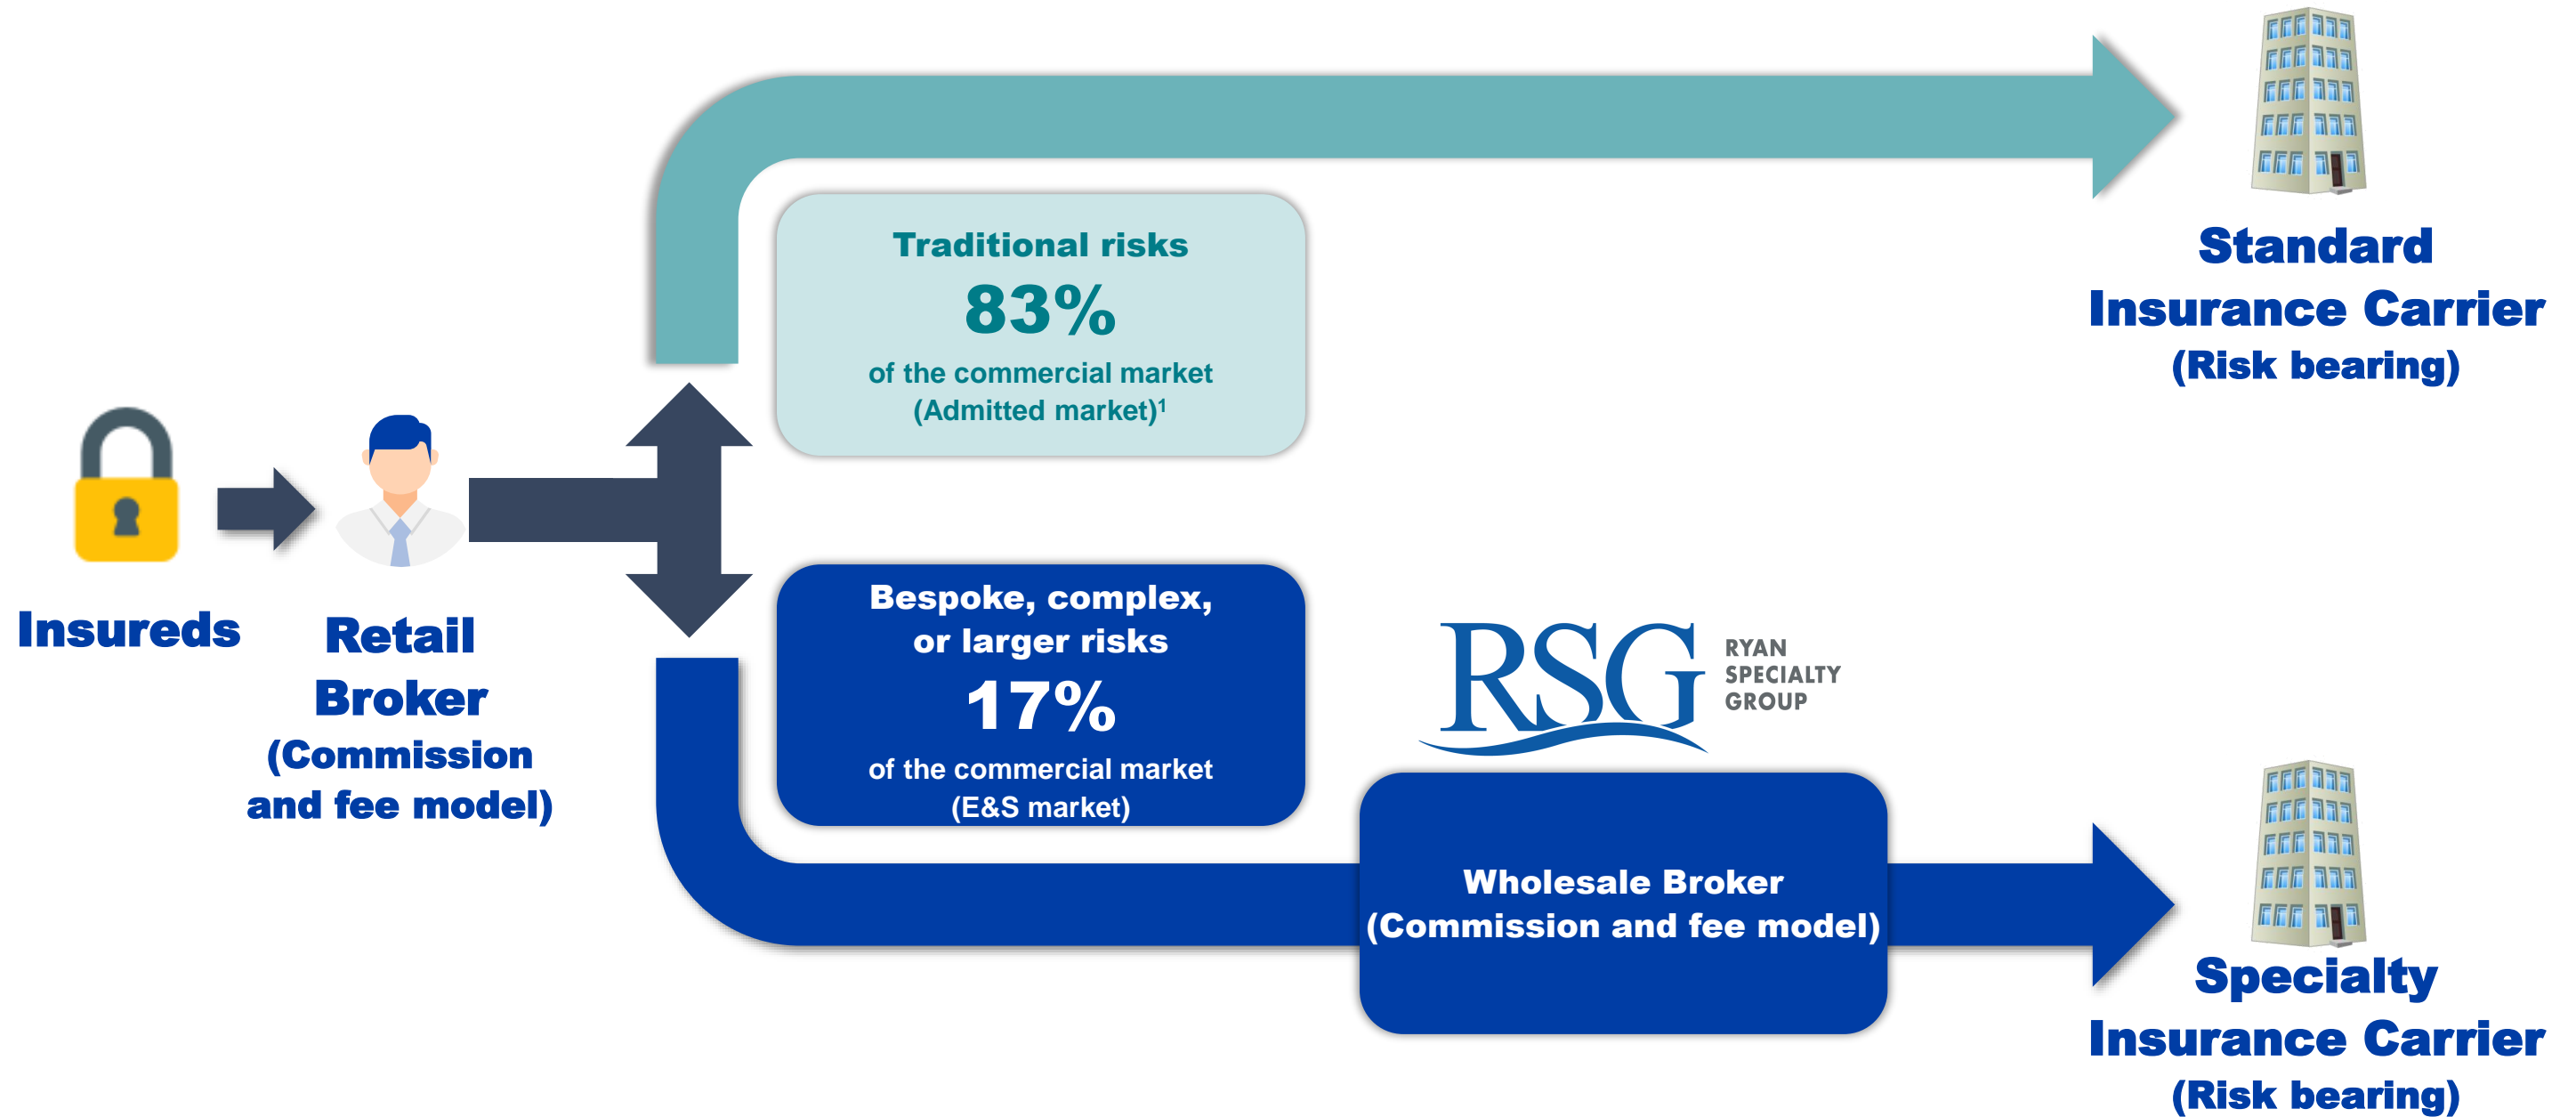 Traditional risks
83%
of the commercial market
(Admitted market)¹
Standard
Insurance Carrier
(Risk bearing)
Insureds
Retail
Broker
(Commission
and fee model)
Bespoke, complex,
or larger risks
17%
of the commercial market
(E&S market)
RSG
RYAN
SPECIALTY
GROUP
Wholesale Broker
(Commission and fee model)
Specialty
Insurance Carrier
(Risk bearing)